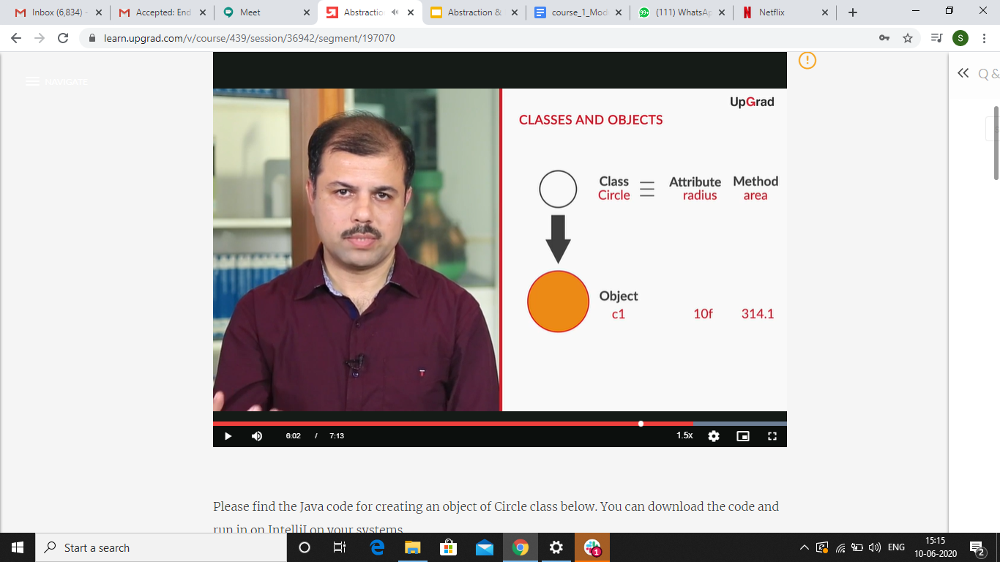 Inbox (6,834) -
Accepted: End
Meet
Abstractio
Abstraction &
course_1_Mod
99+
(111) WhatsAp
Netflix
learn.upgrad.com/v/course/439/session/36942/segment/197070
S
NAVIGATE
Q &
UpGrad
CLASSES AND OBJECTS
Class Attribute Method
Circle radius area
Object
c1 10f 314.1
6:02 / 7:13
1.5x
Please find the Java code for creating an object of Circle class below. You can download the code and
run in on IntelliJ on your systems
Start a search
1
ENG
15:15
10-06-2020
2